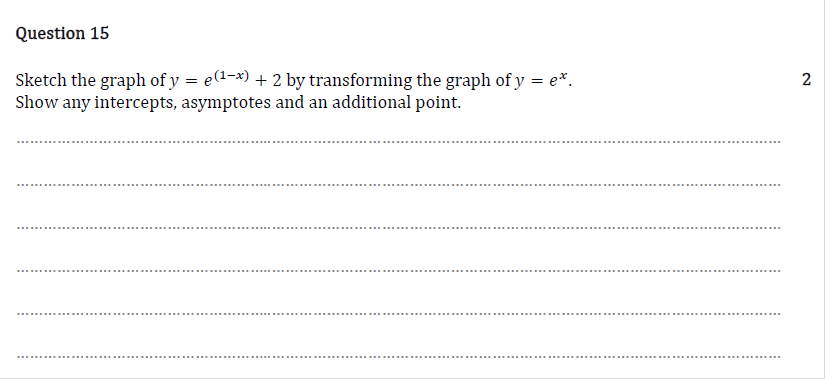 Question 15
Sketch the graph of y = e^(1−x) + 2 by transforming the graph of y = e^x. 2
Show any intercepts, asymptotes and an additional point.